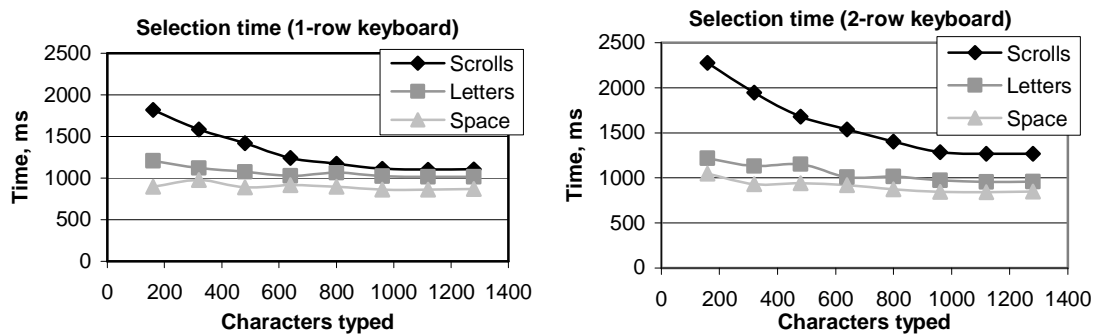 Selection time (1-row keyboard)
2500
2000
1500
1000
500
0
Time, ms
Scrolls
Letters
Space
0 200 400 600 800 1000 1200 1400
Characters typed
Selection time (2-row keyboard)
2500
2000
1500
1000
500
0
Time, ms
Scrolls
Letters
Space
0 200 400 600 800 1000 1200 1400
Characters typed